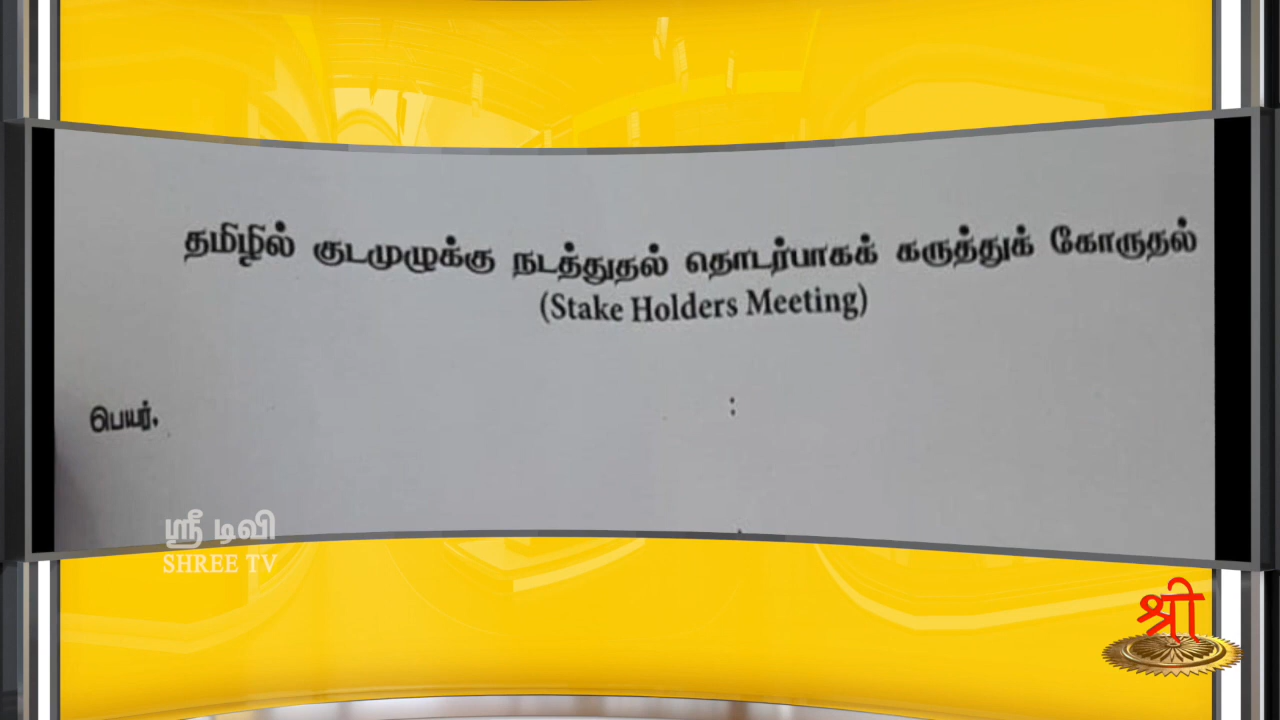 தமிழில் குடமுழுக்கு நடத்துதல் தொடர்பாகக் கருத்துக் கோருதல்
(Stake Holders Meeting)
பெயர். :
ஸ்ரீ டிவி
SHREE TV
श्री